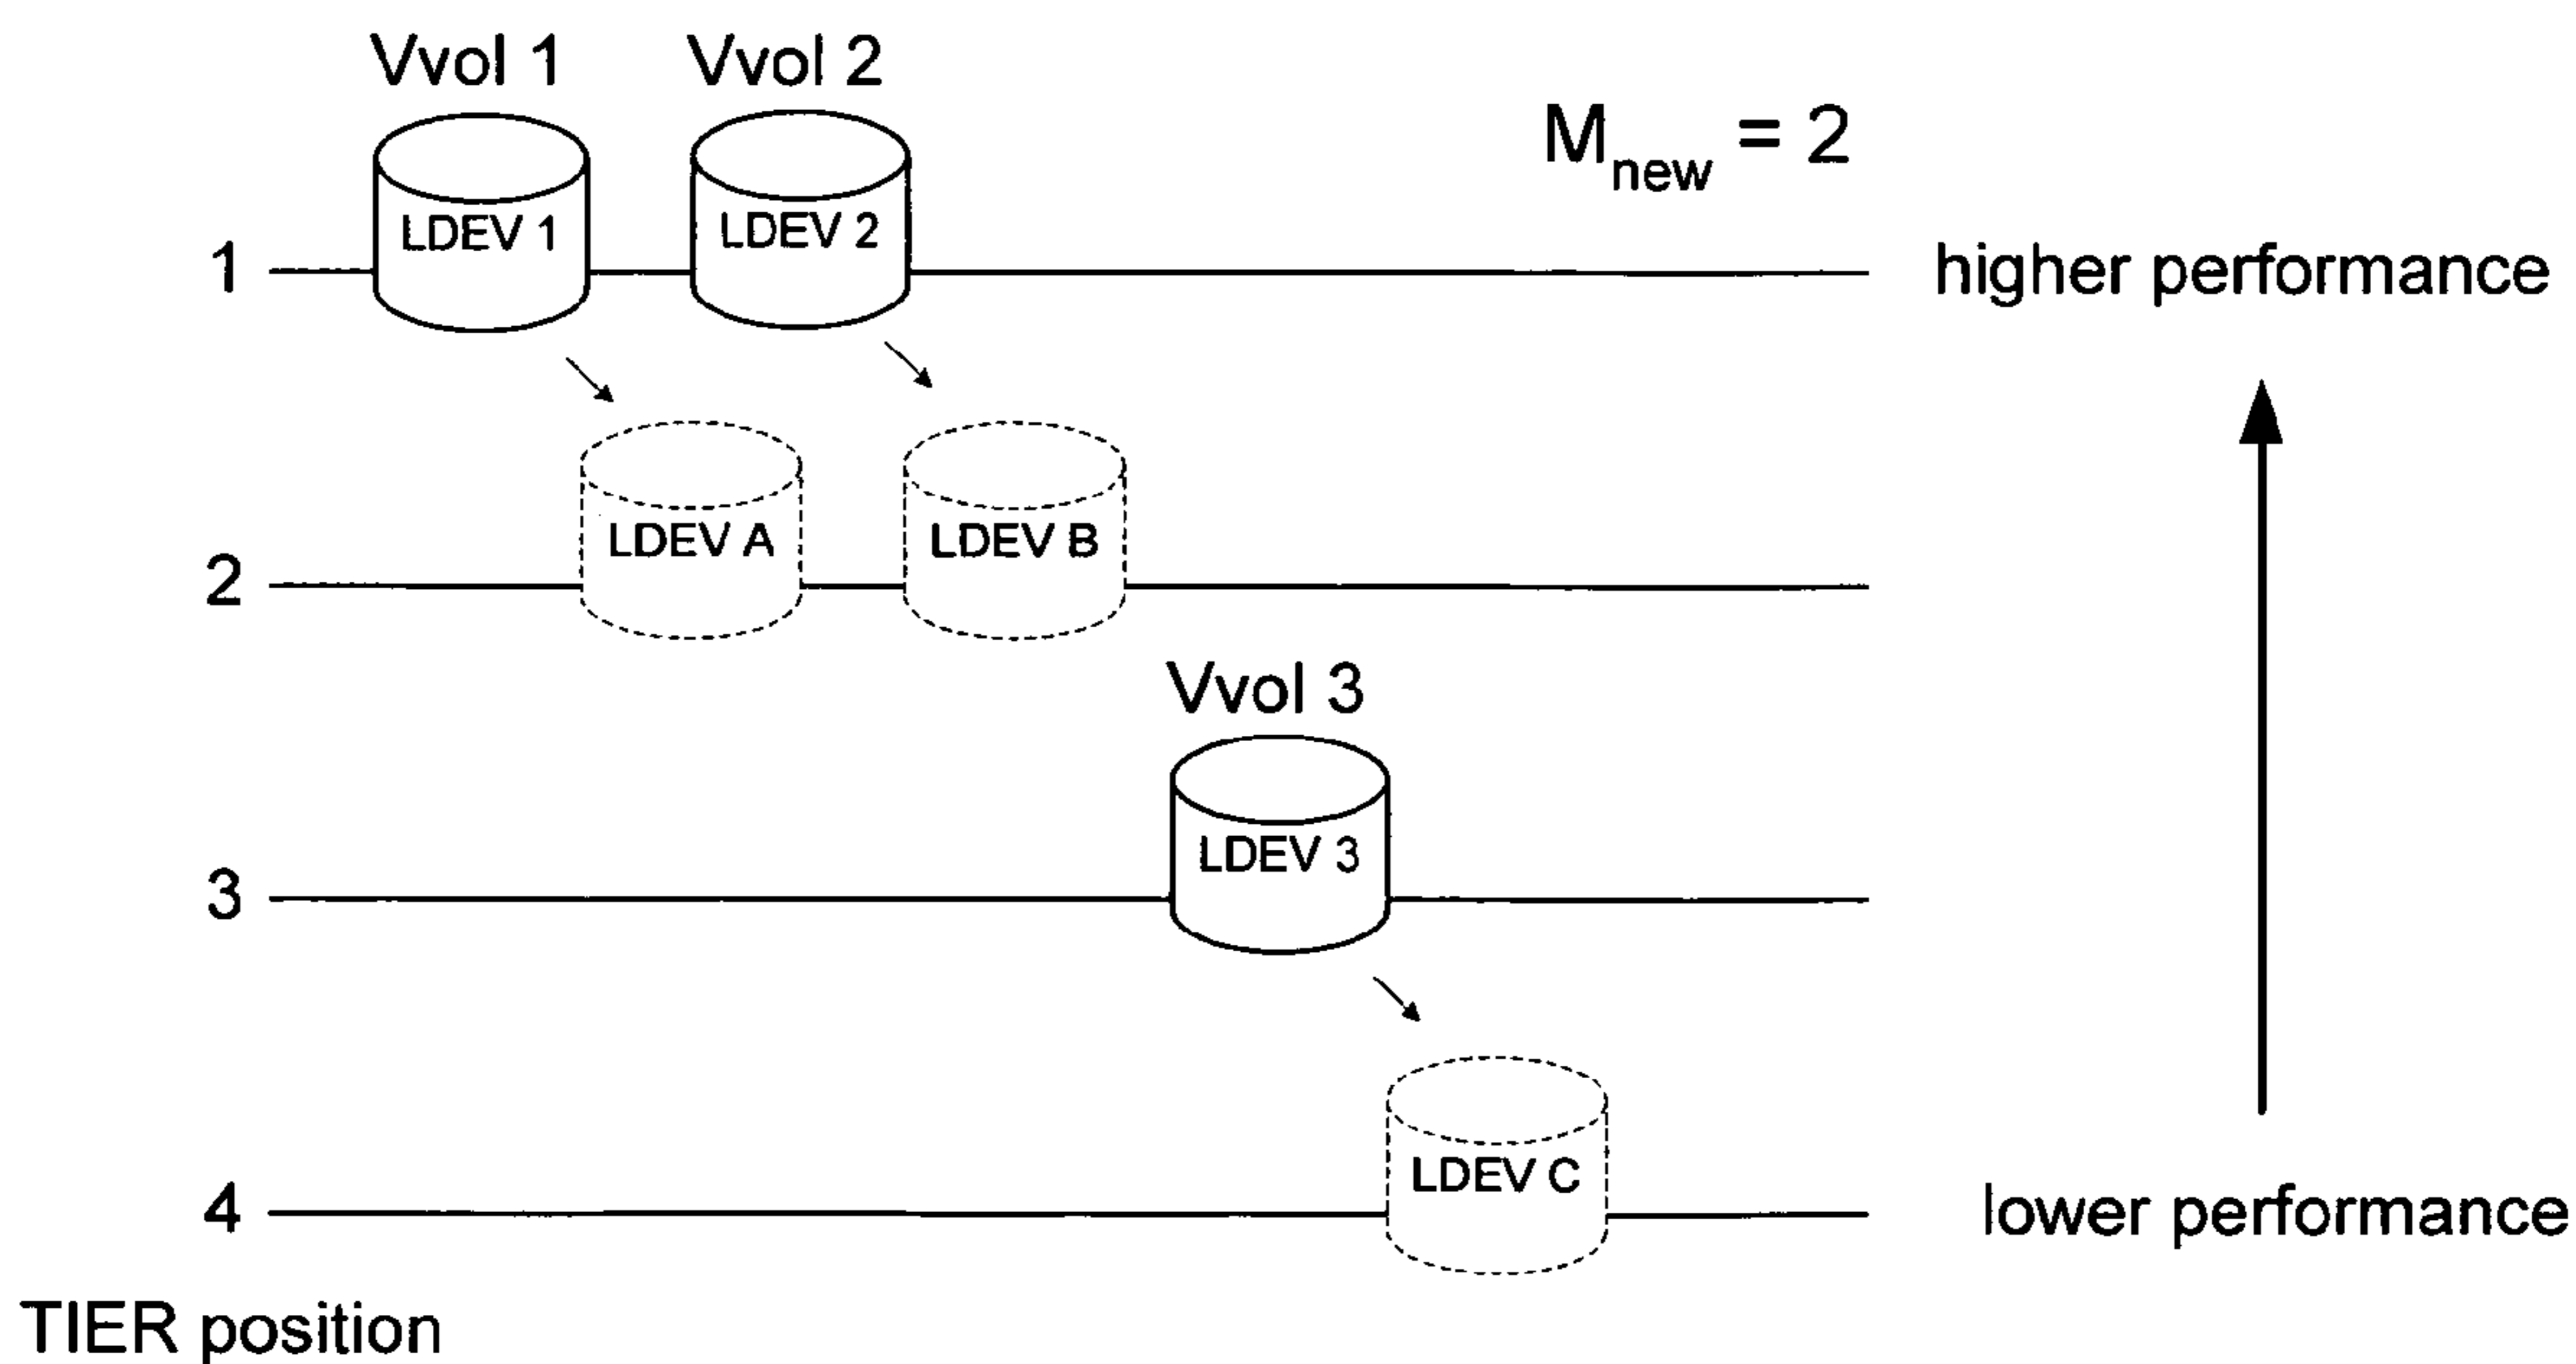 Vvol 1
Vvol 2
M_new = 2
LDEV 1
LDEV 2
1
higher performance
LDEV A
LDEV B
2
Vvol 3
LDEV 3
3
LDEV C
4
lower performance
TIER position